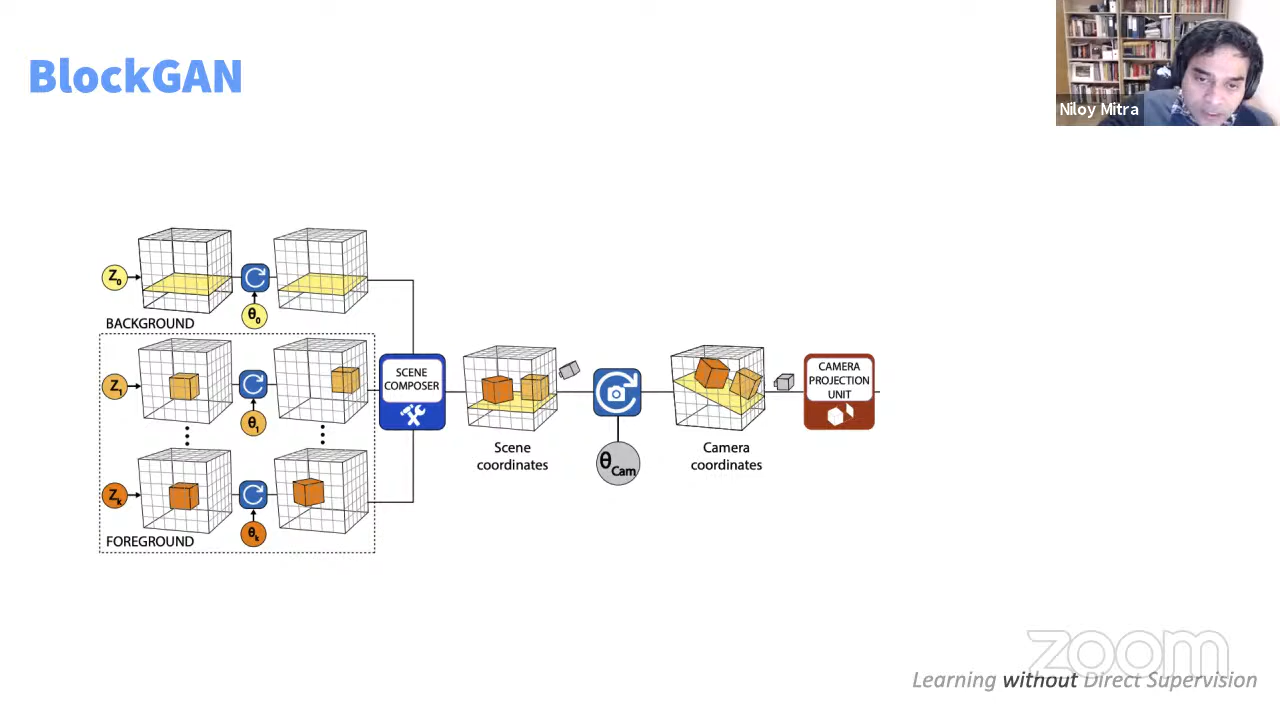 BlockGAN
Niloy Mitra
Z0
θ0
BACKGROUND
Z1
θ1
Zk
θk
FOREGROUND
SCENE
COMPOSER
Scene
coordinates
θCam
Camera
coordinates
CAMERA
PROJECTION
UNIT
zoom
Learning without Direct Supervision